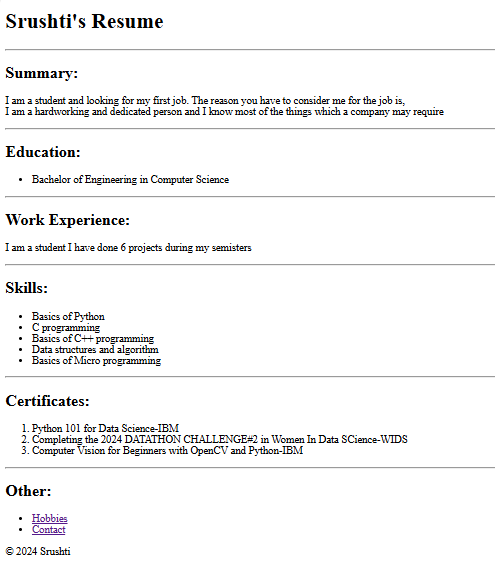 Srushti's Resume
Summary:
I am a student and looking for my first job. The reason you have to consider me for the job is,
I am a hardworking and dedicated person and I know most of the things which a company may require
Education:
• Bachelor of Engineering in Computer Science
Work Experience:
I am a student I have done 6 projects during my semisters
Skills:
• Basics of Python
• C programming
• Basics of C++ programming
• Data structures and algorithm
• Basics of Micro programming
Certificates:
1. Python 101 for Data Science-IBM
2. Completing the 2024 DATATHON CHALLENGE#2 in Women In Data SCience-WIDS
3. Computer Vision for Beginners with OpenCV and Python-IBM
Other:
• Hobbies
• Contact
© 2024 Srushti